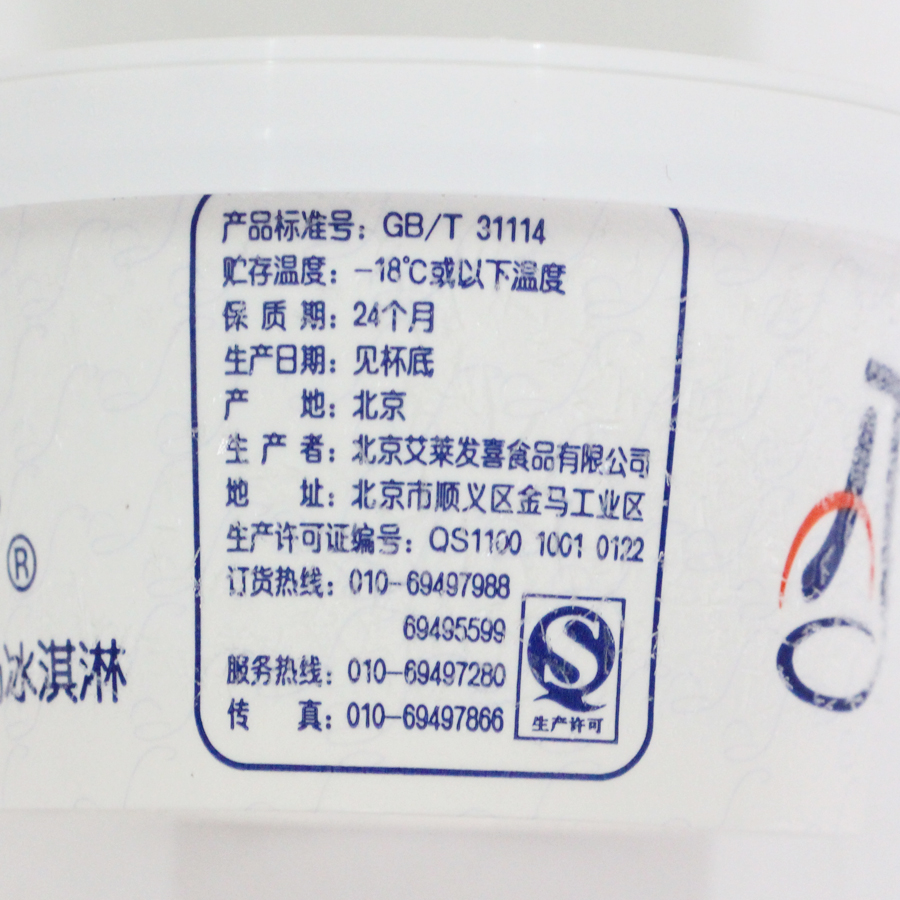 产品标准号：GB/T 31114
贮存温度：-18℃或以下温度
保质期：24个月
生产日期：见杯底
产地：北京
生产者：北京艾莱发喜食品有限公司
地址：北京市顺义区金马工业区
生产许可证编号：QS1100 1001 0122
订货热线：010-69497988
69495599
服务热线：010-69497280
传真：010-69497866
QS
生产许可
®
冰淇淋